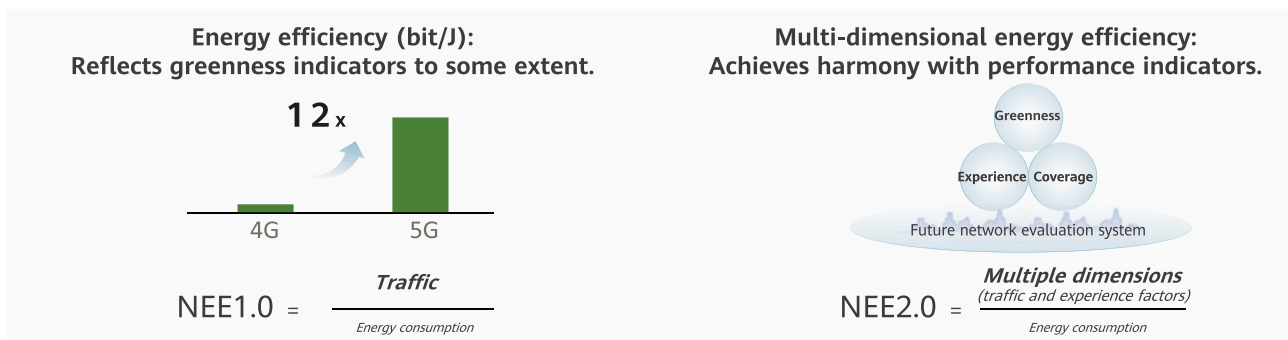 Energy efficiency (bit/J):
Reflects greenness indicators to some extent.
12x
4G
5G
NEE1.0 =
Traffic
Energy consumption
Multi-dimensional energy efficiency:
Achieves harmony with performance indicators.
Greenness
Experience
Coverage
Future network evaluation system
NEE2.0 =
Multiple dimensions
(traffic and experience factors)
Energy consumption